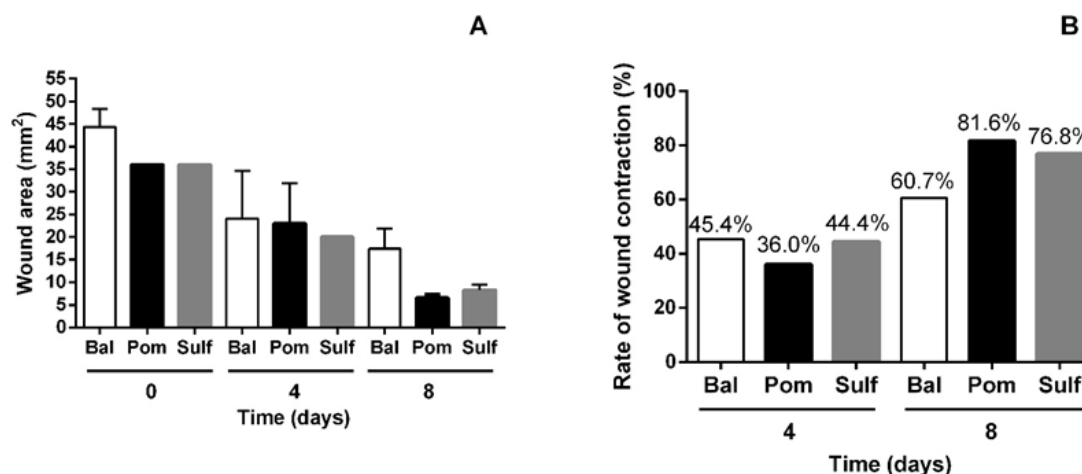 A
Wound area (mm²)
55
50
45
40
35
30
25
20
15
10
5
0
Bal Pom Sulf Bal Pom Sulf Bal Pom Sulf
0 4 8
Time (days)
B
Rate of wound contraction (%)
100
80
60
40
20
0
45.4% 36.0% 44.4% 60.7% 81.6% 76.8%
Bal Pom Sulf Bal Pom Sulf
4 8
Time (days)